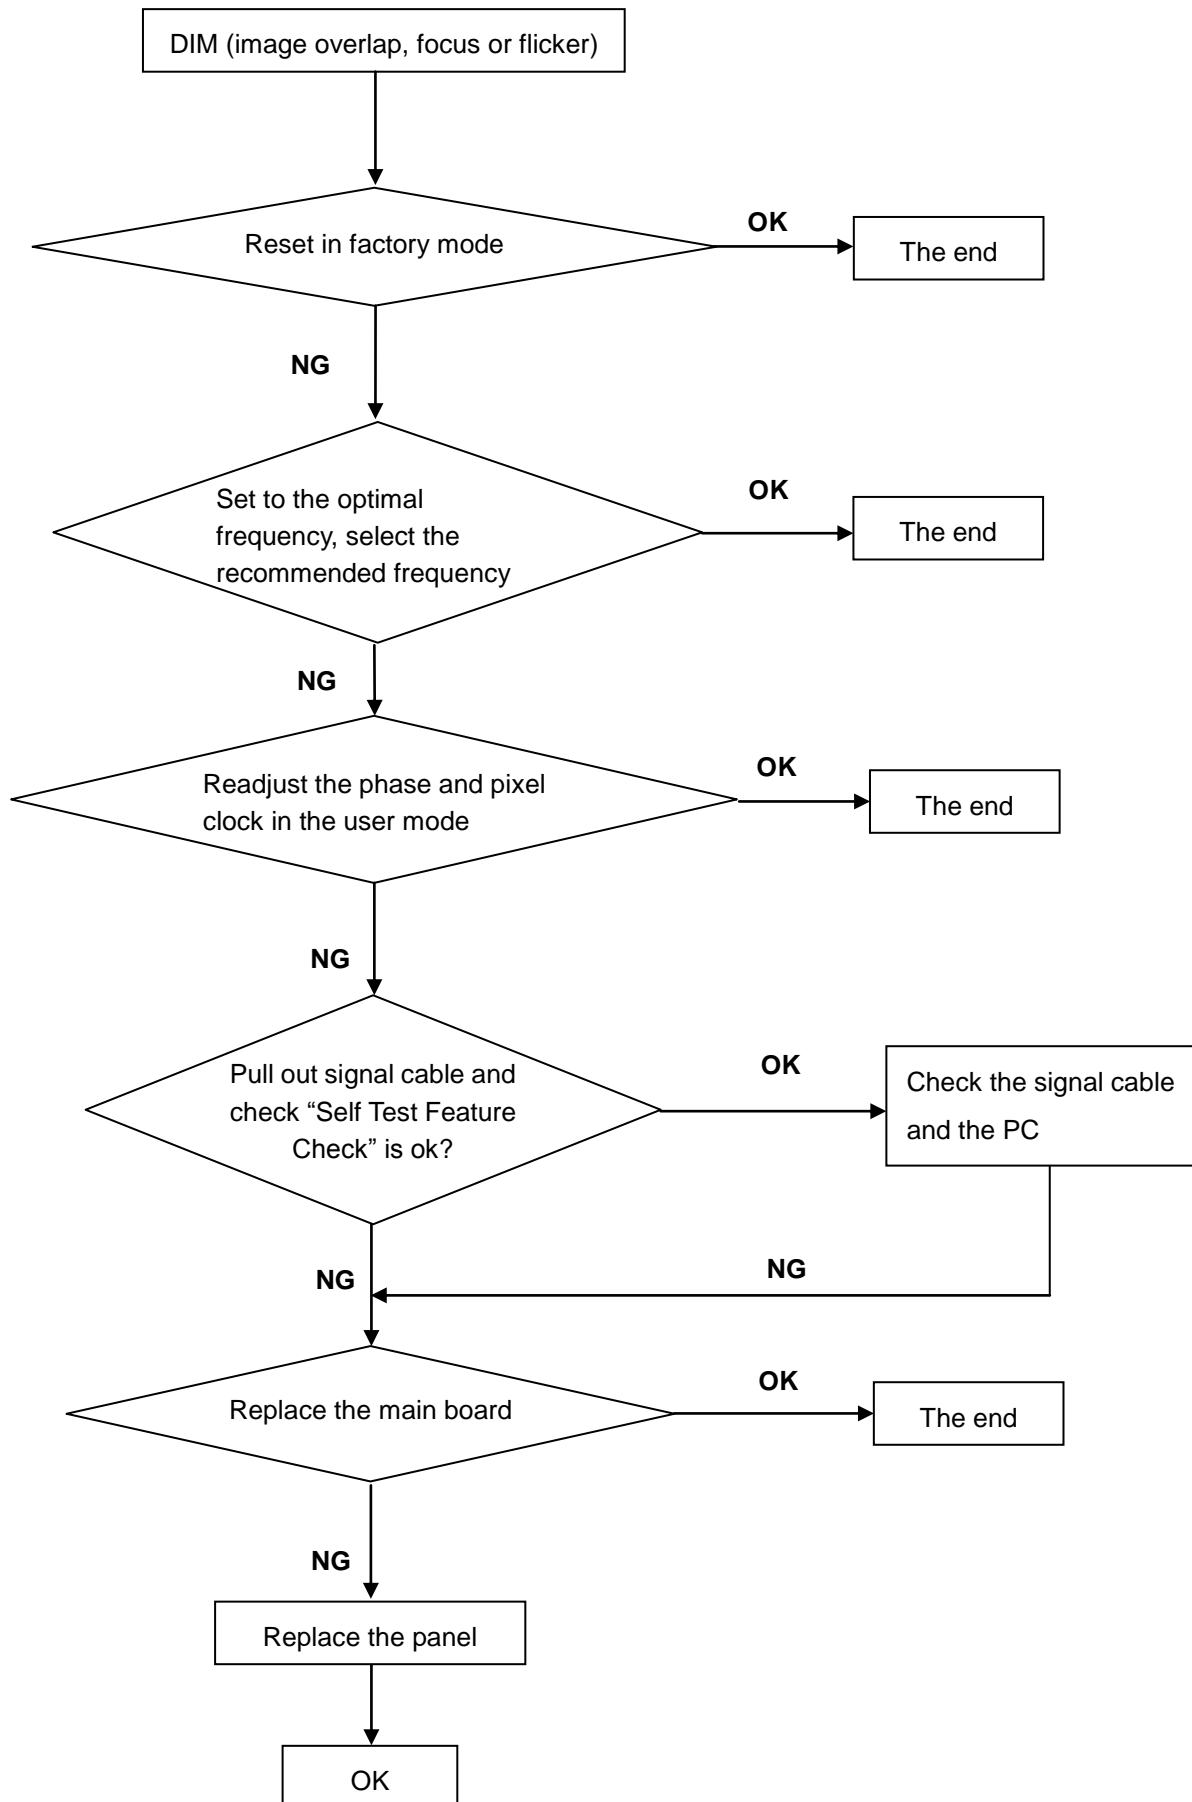 DIM (image overlap, focus or flicker)
Reset in factory mode
OK
The end
NG
Set to the optimal
frequency, select the
recommended frequency
OK
The end
NG
Readjust the phase and pixel
clock in the user mode
OK
The end
NG
Pull out signal cable and
check “Self Test Feature
Check” is ok?
OK
Check the signal cable
and the PC
NG
NG
Replace the main board
OK
The end
NG
Replace the panel
OK